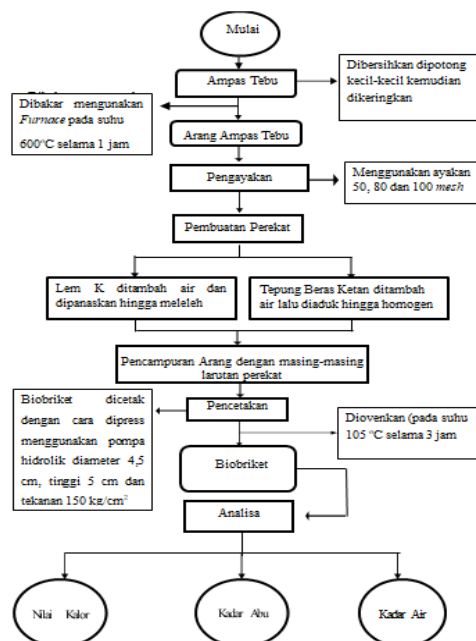 Mulai
Ampas Tebu
Dibersihkan dipotong
kecil-kecil kemudian
dikeringkan
Dibakar mengunakan
Furnace pada suhu
600°C selama 1 jam
Arang Ampas Tebu
Pengayakan
Menggunakan ayakan
50, 80 dan 100 mesh
Pembuatan Perekat
Lem K ditambah air dan
dipanaskan hingga meleleh
Tepung Beras Ketan ditambah
air lalu diaduk hingga homogen
Pencampuran Arang dengan masing-masing
larutan perekat
Pencetakan
Biobriket dicetak
dengan cara dipress
menggunakan pompa
hidrolik diameter 4,5
cm, tinggi 5 cm dan
tekanan 150 kg/cm²
Diovenkan (pada suhu
105 °C selama 3 jam
Biobriket
Analisa
Nilai Kalor
Kadar Abu
Kadar Air